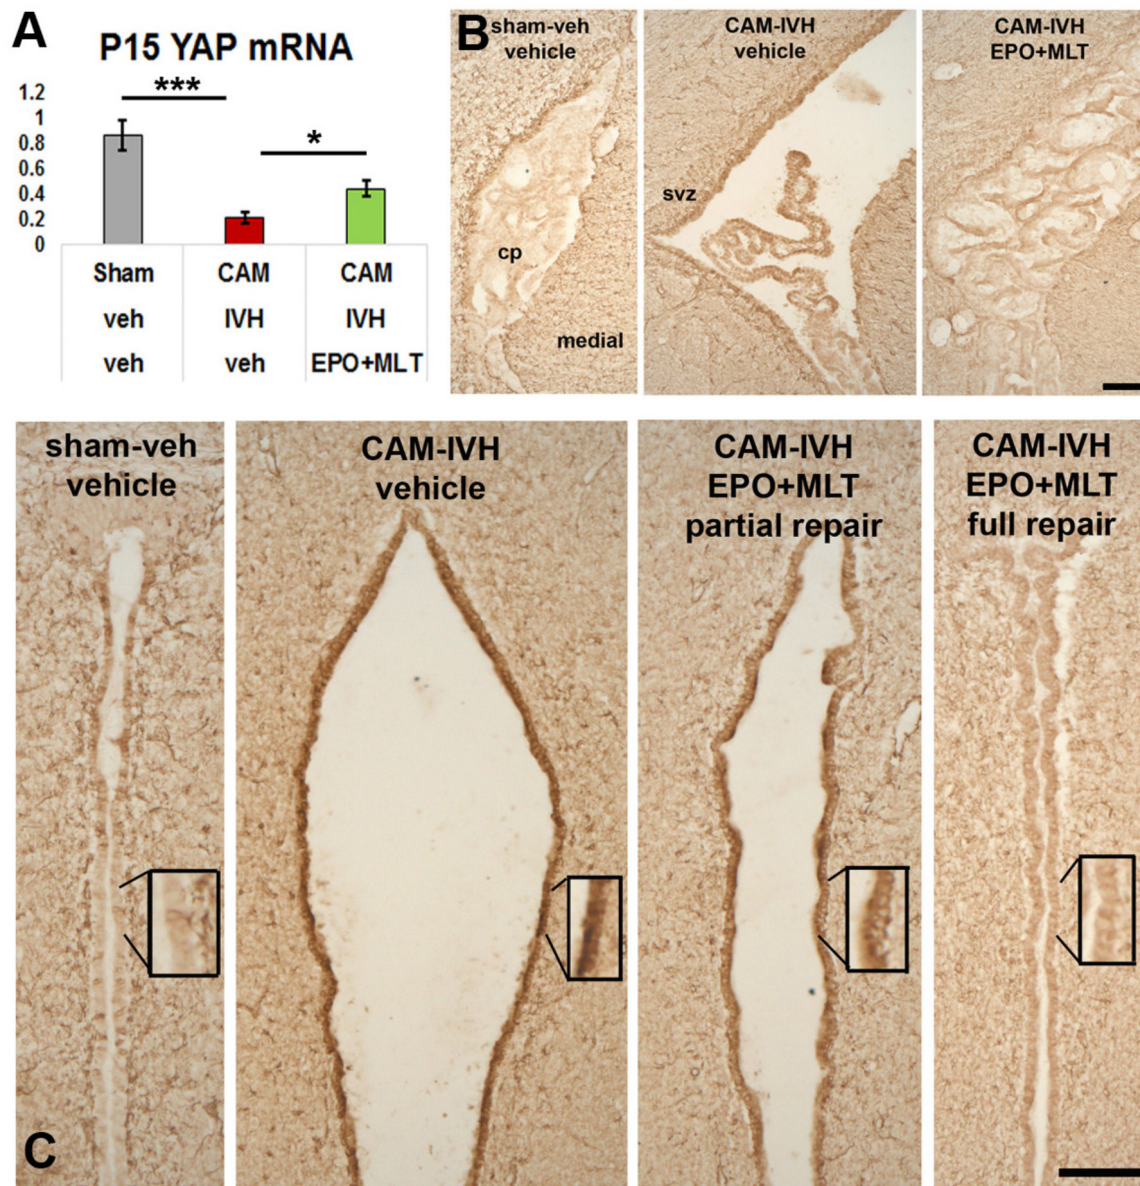 A
P15 YAP mRNA
***
*
1.2
1
0.8
0.6
0.4
0.2
0
Sham CAM CAM
veh IVH IVH
veh veh EPO+MLT
B
sham-veh
vehicle
CAM-IVH
vehicle
CAM-IVH
EPO+MLT
svz
cp
medial
sham-veh
vehicle
CAM-IVH
vehicle
CAM-IVH
EPO+MLT
partial repair
CAM-IVH
EPO+MLT
full repair
C